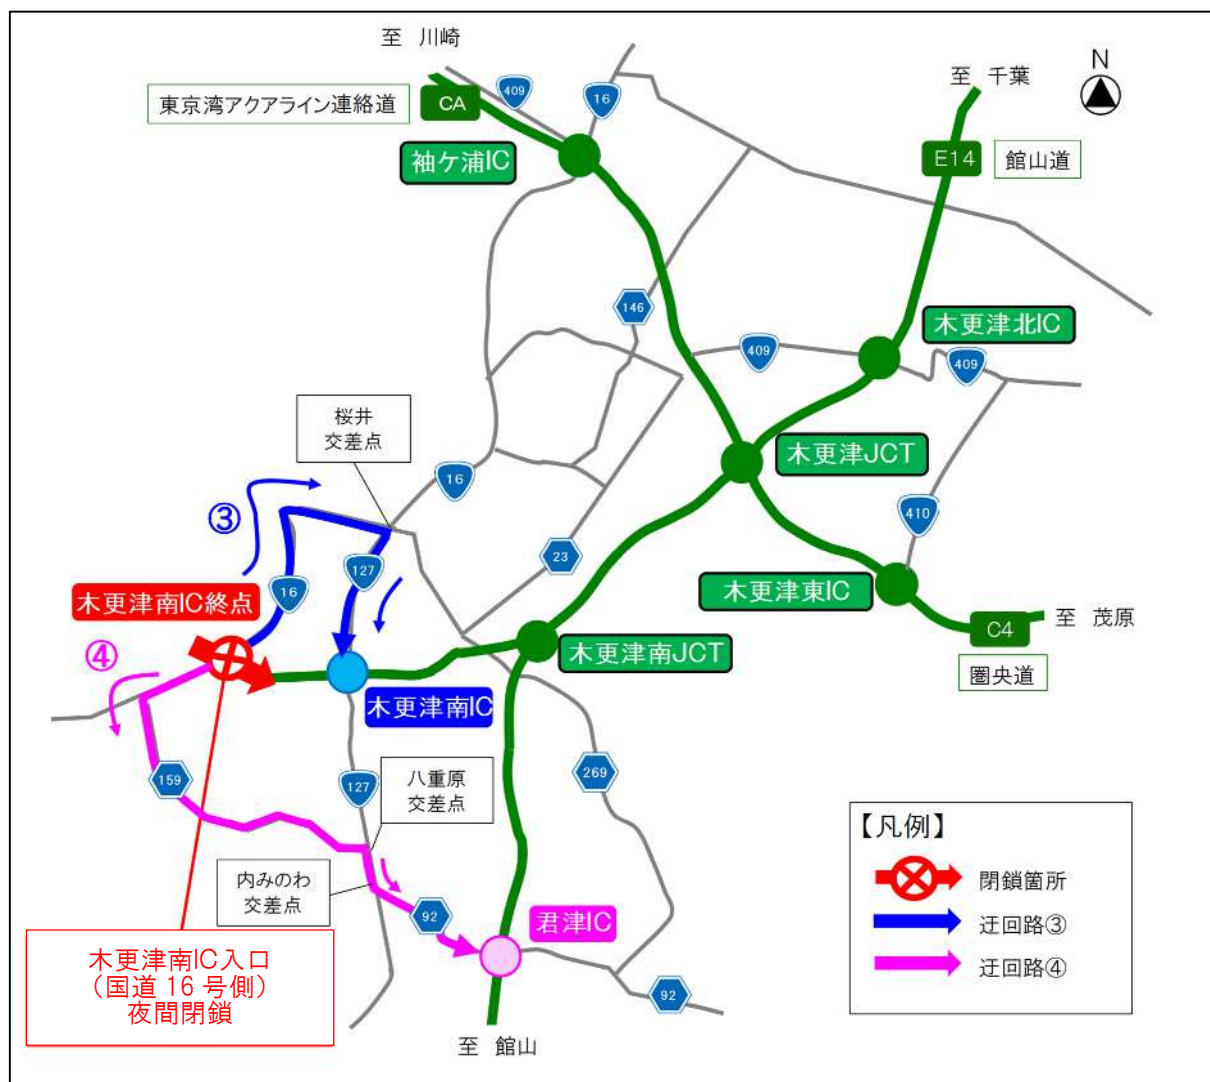 至 川崎
N
至 千葉
409
16
東京湾アクアライン連絡道
CA
袖ケ浦IC
E14
館山道
146
木更津北IC
409
409
桜井
交差点
木更津JCT
16
410
③
127
23
16
木更津南IC終点
木更津東IC
C4
至 茂原
圏央道
④
木更津南JCT
木更津南IC
159
127
八重原
交差点
269
内みのわ
交差点
92
君津IC
92
【凡例】
閉鎖箇所
迂回路③
迂回路④
木更津南IC入口
（国道16号側）
夜間閉鎖
至 館山